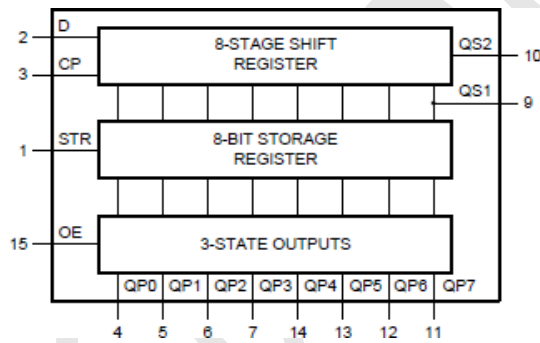 D
2
8-STAGE SHIFT
REGISTER
QS2
10
CP
3
QS1
9
STR
1
8-BIT STORAGE
REGISTER
OE
15
3-STATE OUTPUTS
QP0 QP1 QP2 QP3 QP4 QP5 QP6 QP7
4 5 6 7 14 13 12 11